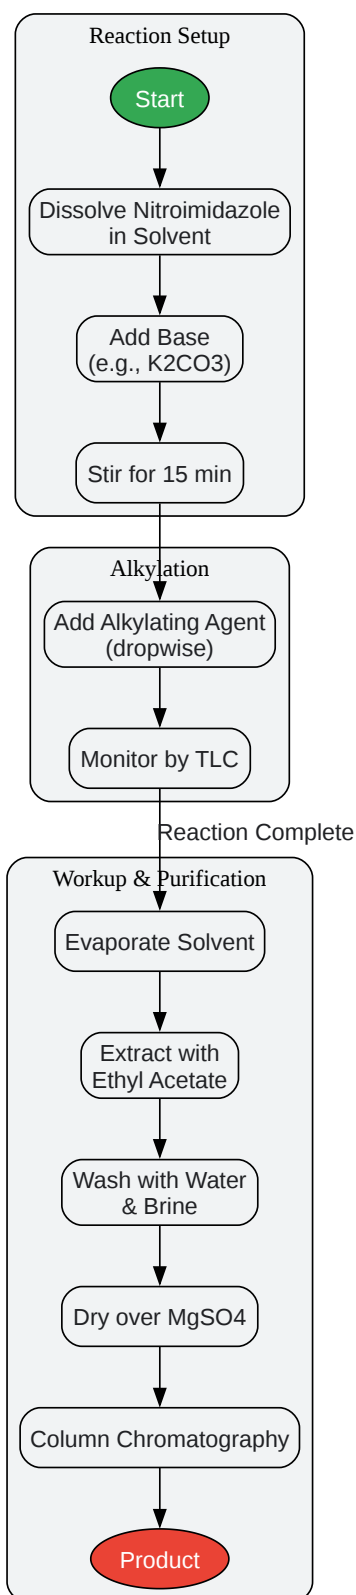 Reaction Setup
Start
Dissolve Nitroimidazole
in Solvent
Add Base
(e.g., K2CO3)
Stir for 15 min
Alkylation
Add Alkylating Agent
(dropwise)
Monitor by TLC
Reaction Complete
Workup & Purification
Evaporate Solvent
Extract with
Ethyl Acetate
Wash with Water
& Brine
Dry over MgSO4
Column Chromatography
Product